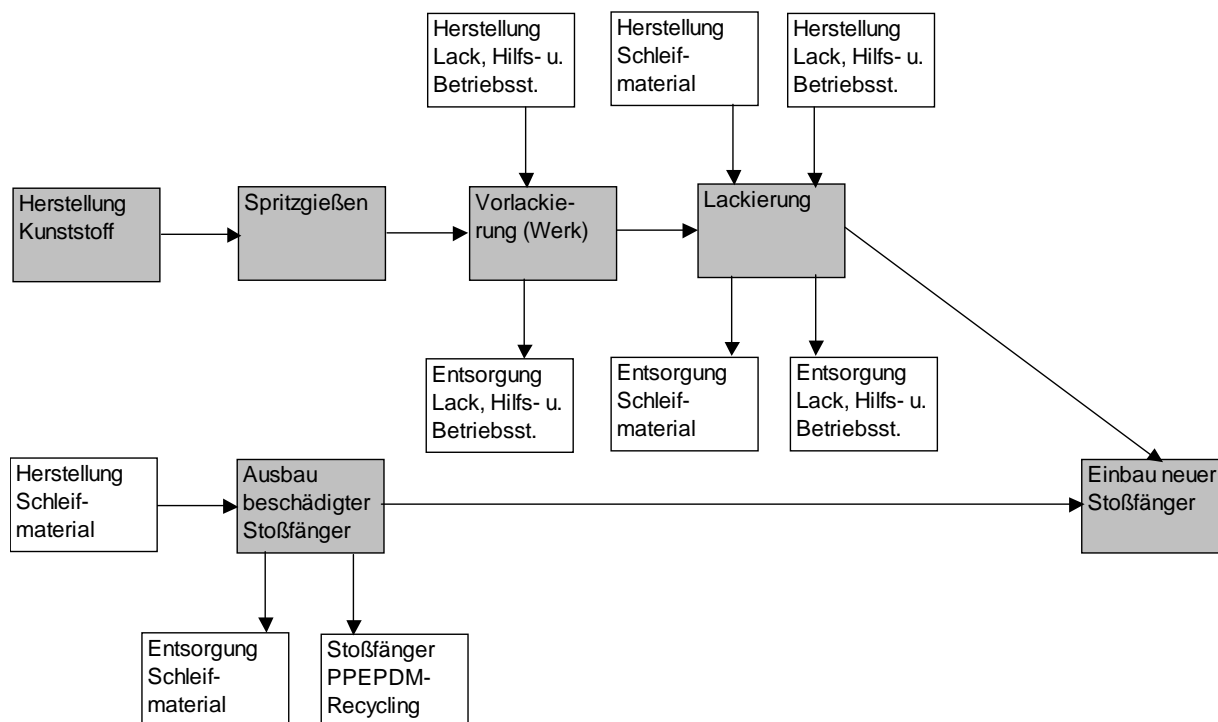 Herstellung
Lack, Hilfs- u.
Betriebsst.
Herstellung
Schleif-
material
Herstellung
Lack, Hilfs- u.
Betriebsst.
Herstellung
Kunststoff
Spritzgießen
Vorlackie-
rung (Werk)
Lackierung
Entsorgung
Lack, Hilfs- u.
Betriebsst.
Entsorgung
Schleif-
material
Entsorgung
Lack, Hilfs- u.
Betriebsst.
Herstellung
Schleif-
material
Ausbau
beschädigter
Stoßfänger
Einbau neuer
Stoßfänger
Entsorgung
Schleif-
material
Stoßfänger
PPEPDM-
Recycling